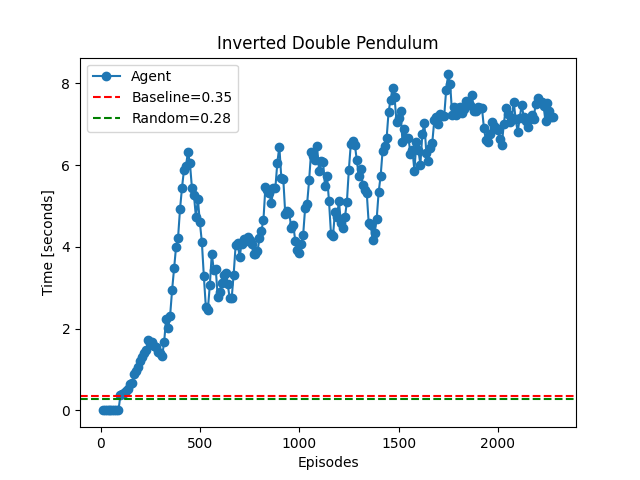 Inverted Double Pendulum
Agent
Baseline=0.35
Random=0.28
Time [seconds]
8
6
4
2
0
0 500 1000 1500 2000
Episodes